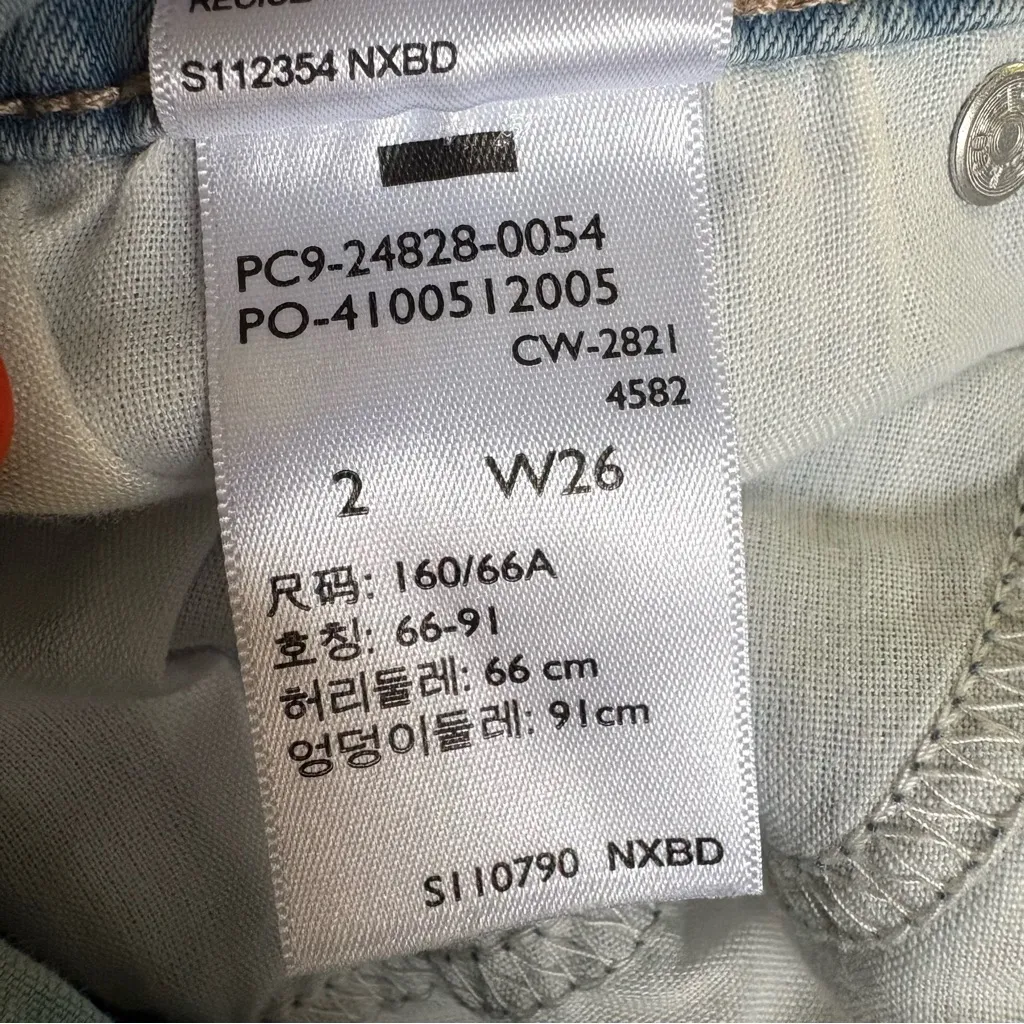 S112354 NXBD
PC9-24828-0054
PO-4100512005
CW-2821
4582
2 W26
尺码: 160/66A
호칭: 66-91
허리둘레: 66 cm
엉덩이둘레: 91cm
S110790 NXBD